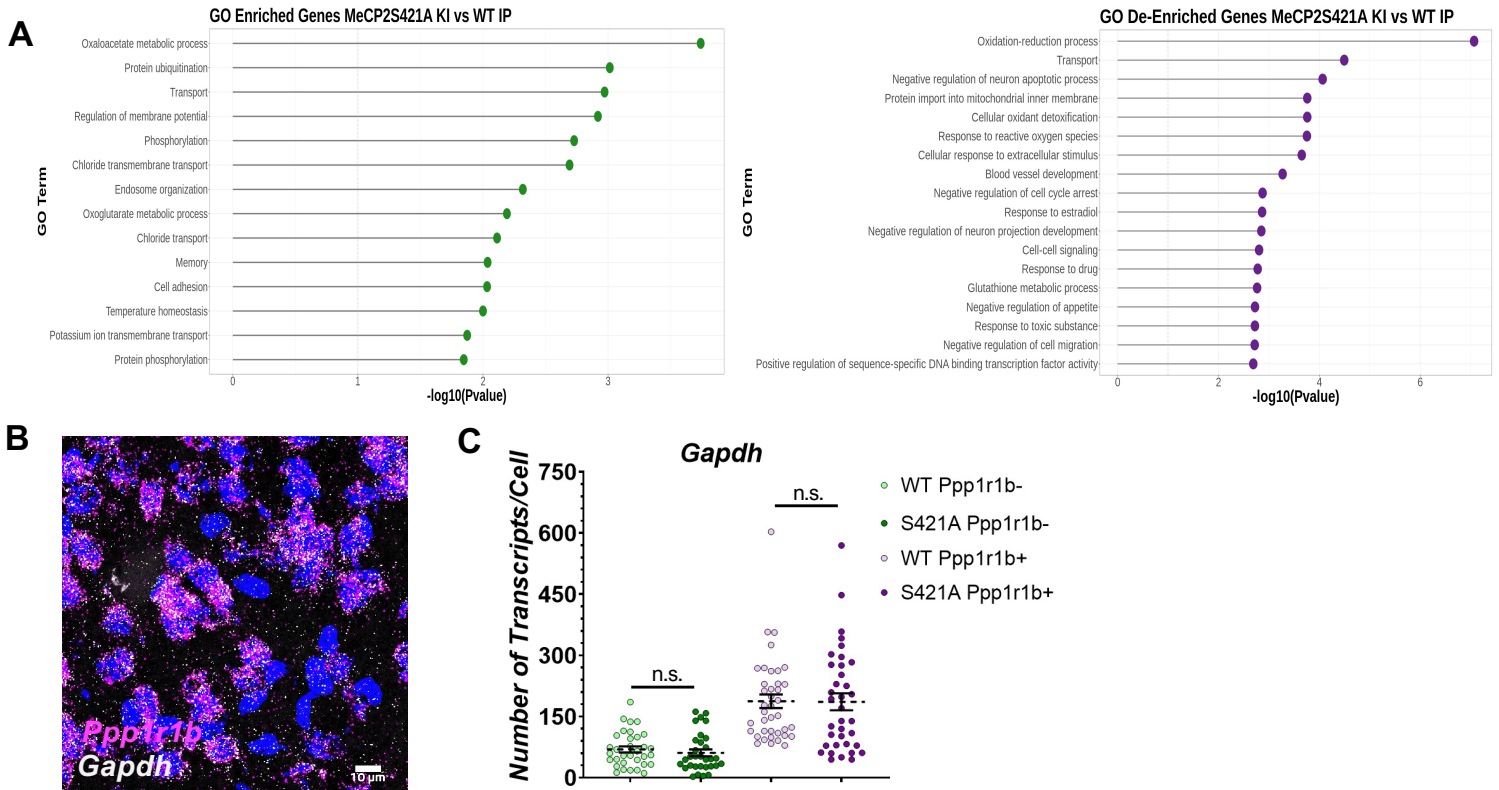 A
GO Enriched Genes MeCP2S421A KI vs WT IP
GO Term
Oxaloacetate metabolic process
Protein ubiquitination
Transport
Regulation of membrane potential
Phosphorylation
Chloride transmembrane transport
Endosome organization
Oxoglutarate metabolic process
Chloride transport
Memory
Cell adhesion
Temperature homeostasis
Potassium ion transmembrane transport
Protein phosphorylation
0 1 2 3
-log10(Pvalue)
GO De-Enriched Genes MeCP2S421A KI vs WT IP
GO Term
Oxidation-reduction process
Transport
Negative regulation of neuron apoptotic process
Protein import into mitochondrial inner membrane
Cellular oxidant detoxification
Response to reactive oxygen species
Cellular response to extracellular stimulus
Blood vessel development
Negative regulation of cell cycle arrest
Response to estradiol
Negative regulation of neuron projection development
Cell-cell signaling
Response to drug
Glutathione metabolic process
Negative regulation of appetite
Response to toxic substance
Negative regulation of cell migration
Positive regulation of sequence-specific DNA binding transcription factor activity
0 2 4 6
-log10(Pvalue)
B
Ppp1r1b
Gapdh
10 µm
C
Gapdh
Number of Transcripts/Cell
750
600
450
300
150
0
n.s.
n.s.
WT Ppp1r1b-
S421A Ppp1r1b-
WT Ppp1r1b+
S421A Ppp1r1b+